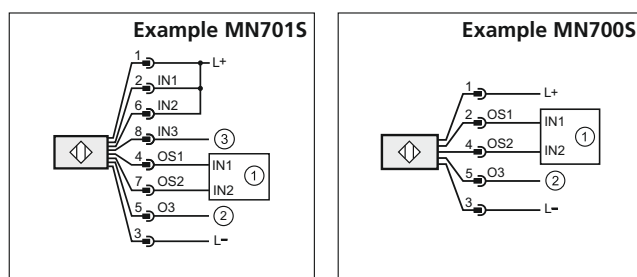 Example MN701S
1 L+
2 IN1
6 IN2
8 IN3 3
4 OS1 IN1
1
7 OS2 IN2
5 O3 2
3 L-
Example MN700S
1 L+
2 OS1 IN1
1
4 OS2 IN2
5 O3 2
3 L-